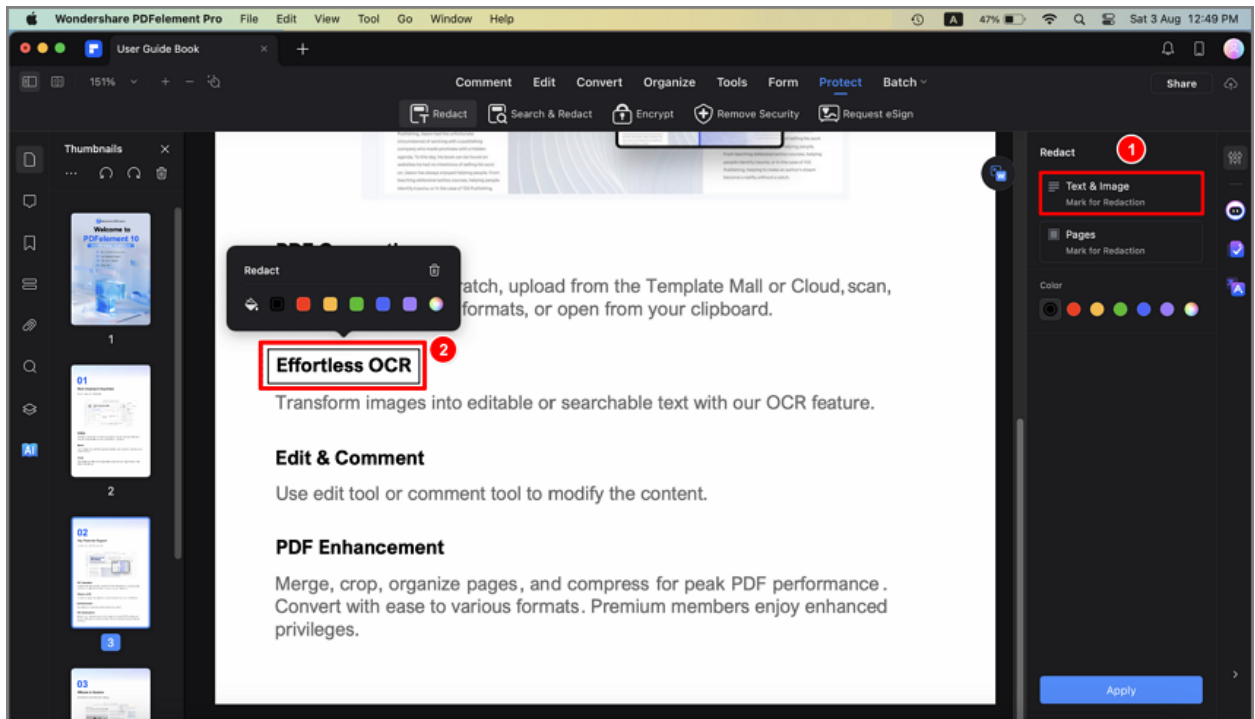 Wondershare PDFelement Pro File Edit View Tool Go Window Help
A 47% Sat 3 Aug 12:49 PM
User Guide Book × +
151% + −
Comment Edit Convert Organize Tools Form Protect Batch
Share
Redact Search & Redact Encrypt Remove Security Request eSign
Thumbnails ×
...
Welcome to
PDFelement 10
1
01
2
02
3
03
AI
Redact
ratch, upload from the Template Mall or Cloud, scan,
formats, or open from your clipboard.
Effortless OCR
2
Transform images into editable or searchable text with our OCR feature.
Edit & Comment
Use edit tool or comment tool to modify the content.
PDF Enhancement
Merge, crop, organize pages, and compress for peak PDF performance.
Convert with ease to various formats. Premium members enjoy enhanced
privileges.
Redact
1
Text & Image
Mark for Redaction
Pages
Mark for Redaction
Color
Apply